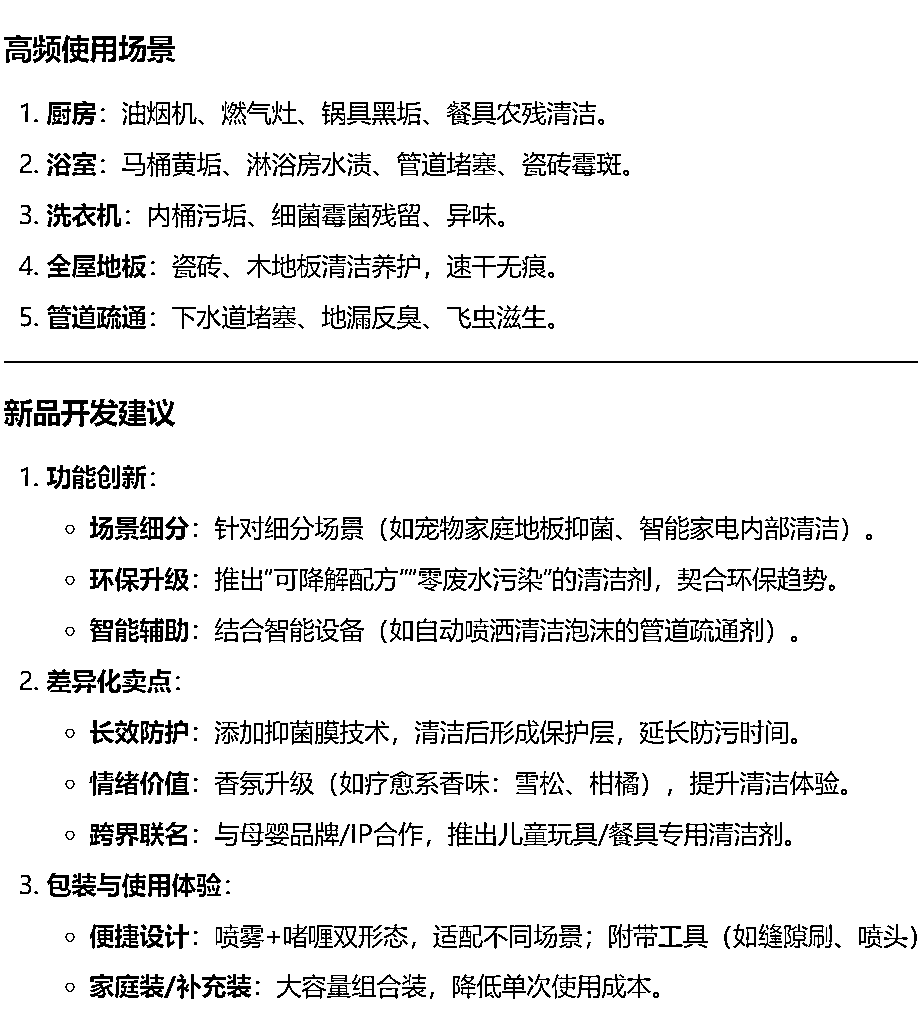 高频使用场景
1. 厨房：油烟机、燃气灶、锅具黑垢、餐具农残清洁。
2. 浴室：马桶黄垢、淋浴房水渍、管道堵塞、瓷砖霉斑。
3. 洗衣机：内桶污垢、细菌霉菌残留、异味。
4. 全屋地板：瓷砖、木地板清洁养护，速干无痕。
5. 管道疏通：下水道堵塞、地漏反臭、飞虫滋生。
新品开发建议
1. 功能创新：
◦ 场景细分：针对细分场景（如宠物家庭地板抑菌、智能家电内部清洁）。
◦ 环保升级：推出“可降解配方”“零废水污染”的清洁剂，契合环保趋势。
◦ 智能辅助：结合智能设备（如自动喷洒清洁泡沫的管道疏通剂）。
2. 差异化卖点：
◦ 长效防护：添加抑菌膜技术，清洁后形成保护层，延长防污时间。
◦ 情绪价值：香氛升级（如疗愈系香味：雪松、柑橘），提升清洁体验。
◦ 跨界联名：与母婴品牌/IP合作，推出儿童玩具/餐具专用清洁剂。
3. 包装与使用体验：
◦ 便捷设计：喷雾+啫喱双形态，适配不同场景；附带工具（如缝隙刷、喷头）
◦ 家庭装/补充装：大容量组合装，降低单次使用成本。